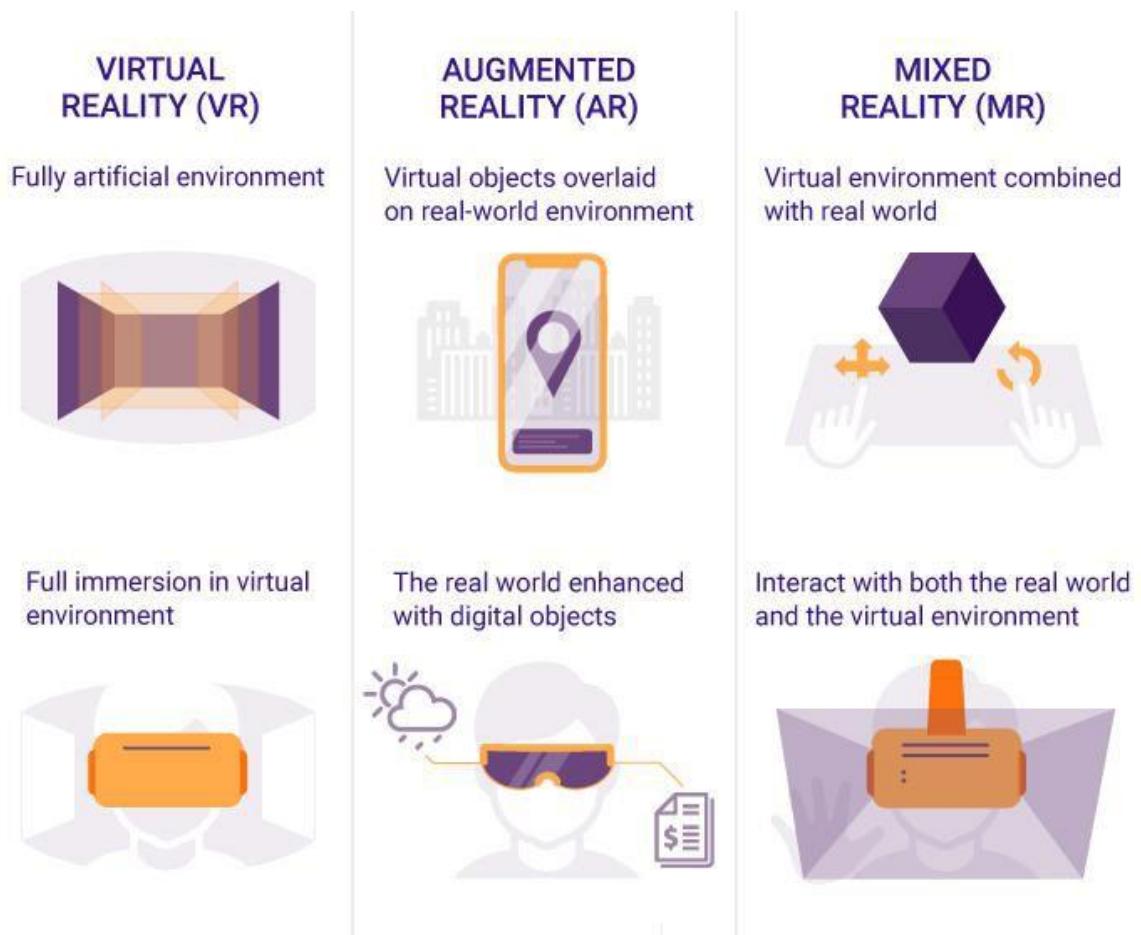 VIRTUAL
REALITY (VR)
Fully artificial environment
Full immersion in virtual
environment
AUGMENTED
REALITY (AR)
Virtual objects overlaid
on real-world environment
The real world enhanced
with digital objects
$
MIXED
REALITY (MR)
Virtual environment combined
with real world
Interact with both the real world
and the virtual environment